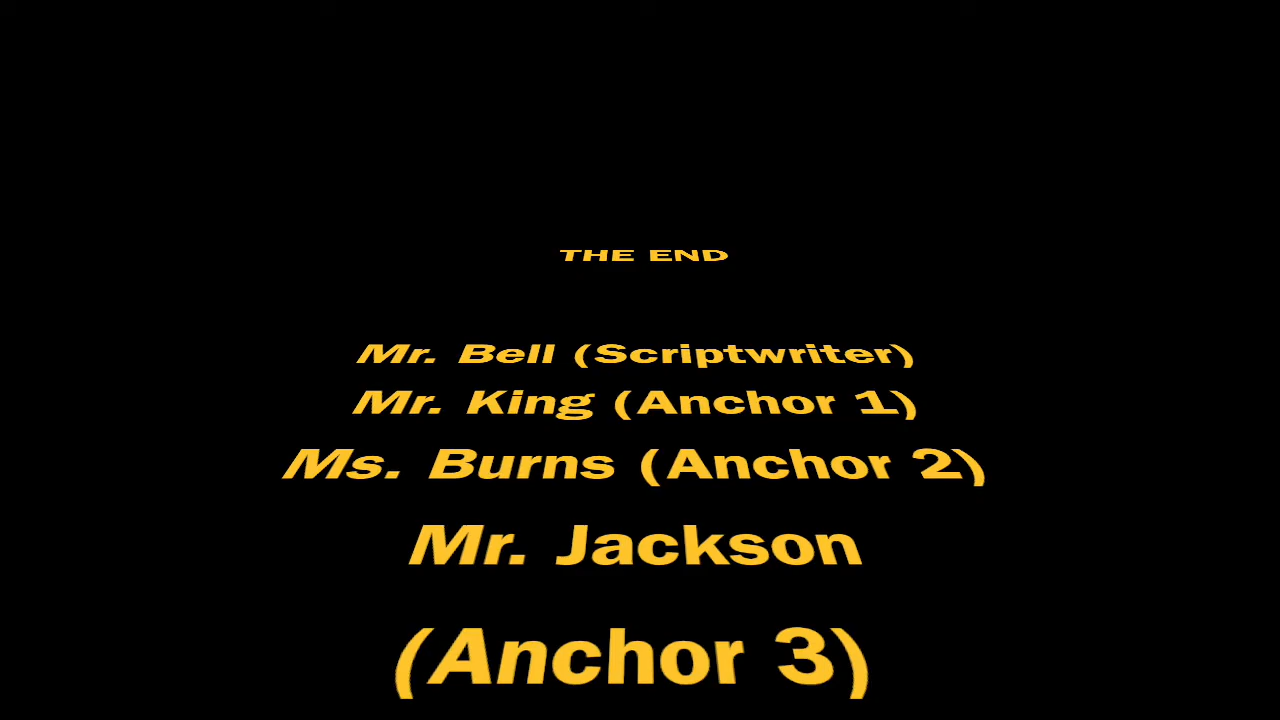 THE END
Mr. Bell (Scriptwriter)
Mr. King (Anchor 1)
Ms. Burns (Anchor 2)
Mr. Jackson
(Anchor 3)